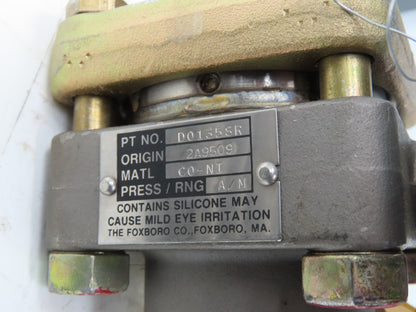 PT NO. D0135SR
ORIGIN 2A9509
MATL CO-NT
PRESS / RNG A/N
CONTAINS SILICONE MAY
CAUSE MILD EYE IRRITATION
THE FOXBORO CO., FOXBORO, MA.